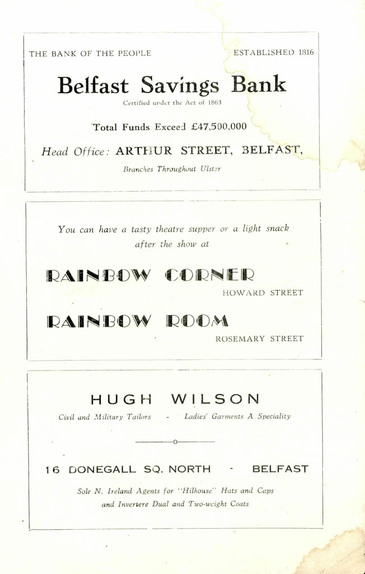 THE BANK OF THE PEOPLE ESTABLISHED 1816
Belfast Savings Bank
Certified under the Act of 1863
Total Funds Exceed £47,500,000
Head Office: ARTHUR STREET, BELFAST,
Branches Throughout Ulster
You can have a tasty theatre supper or a light snack
after the show at
RAINBOW CORNER
HOWARD STREET
RAINBOW ROOM
ROSEMARY STREET
HUGH WILSON
Civil and Military Tailors - Ladies' Garments A Speciality
16 DONEGALL SQ. NORTH - BELFAST
Sole N. Ireland Agents for "Hilhouse" Hats and Caps
and Invertere Dual and Two-weight Coats